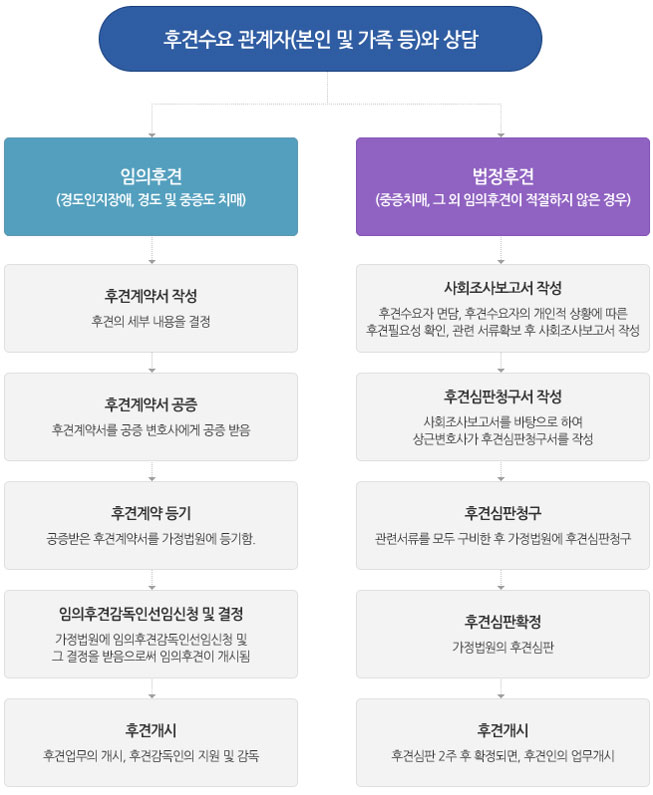 후견수요 관계자(본인 및 가족 등)와 상담
임의후견
(경도인지장애, 경도 및 중증도 치매)
후견계약서 작성
후견의 세부 내용을 결정
후견계약서 공증
후견계약서를 공증 변호사에게 공증 받음
후견계약 등기
공증받은 후견계약서를 가정법원에 등기함.
임의후견감독인선임신청 및 결정
가정법원에 임의후견감독인선임신청 및
그 결정을 받음으로써 임의후견이 개시됨
후견개시
후견업무의 개시, 후견감독인의 지원 및 감독
법정후견
(중증치매, 그 외 임의후견이 적절하지 않은 경우)
사회조사보고서 작성
후견수요자 면담, 후견수요자의 개인적 상황에 따른
후견필요성 확인, 관련 서류확보 후 사회조사보고서 작성
후견심판청구서 작성
사회조사보고서를 바탕으로 하여
상근변호사가 후견심판청구서를 작성
후견심판청구
관련서류를 모두 구비한 후 가정법원에 후견심판청구
후견심판확정
가정법원의 후견심판
후견개시
후견심판 2주 후 확정되면, 후견인의 업무개시